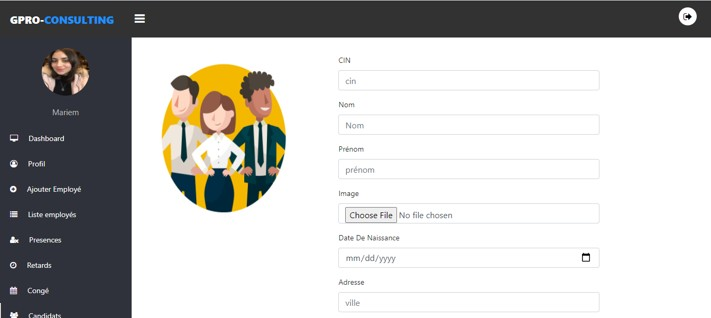 GPRO-CONSULTING
Mariem
Dashboard
Profil
Ajouter Employé
Liste employés
Presences
Retards
Congé
Candidats
CIN
cin
Nom
Nom
Prénom
prénom
Image
Choose File No file chosen
Date De Naissance
mm/dd/yyyy
Adresse
ville